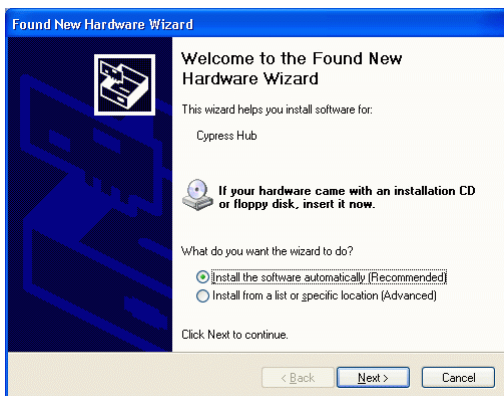 Found New Hardware Wizard
Welcome to the Found New
Hardware Wizard
This wizard helps you install software for:
Cypress Hub
If your hardware came with an installation CD
or floppy disk, insert it now.
What do you want the wizard to do?
Install the software automatically (Recommended)
Install from a list or specific location (Advanced)
Click Next to continue.
< Back Next > Cancel